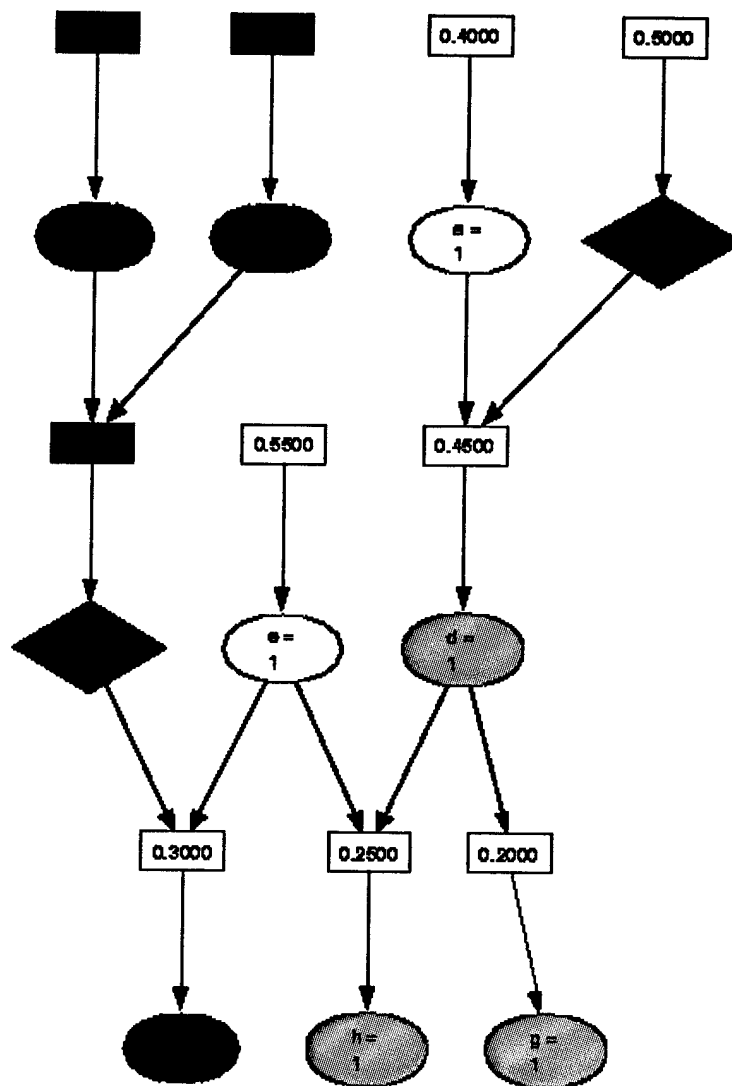 0.4000
0.5000
a =
1
0.5500
0.4500
e =
1
d =
1
0.3000
0.2500
0.2000
h =
1
g =
1